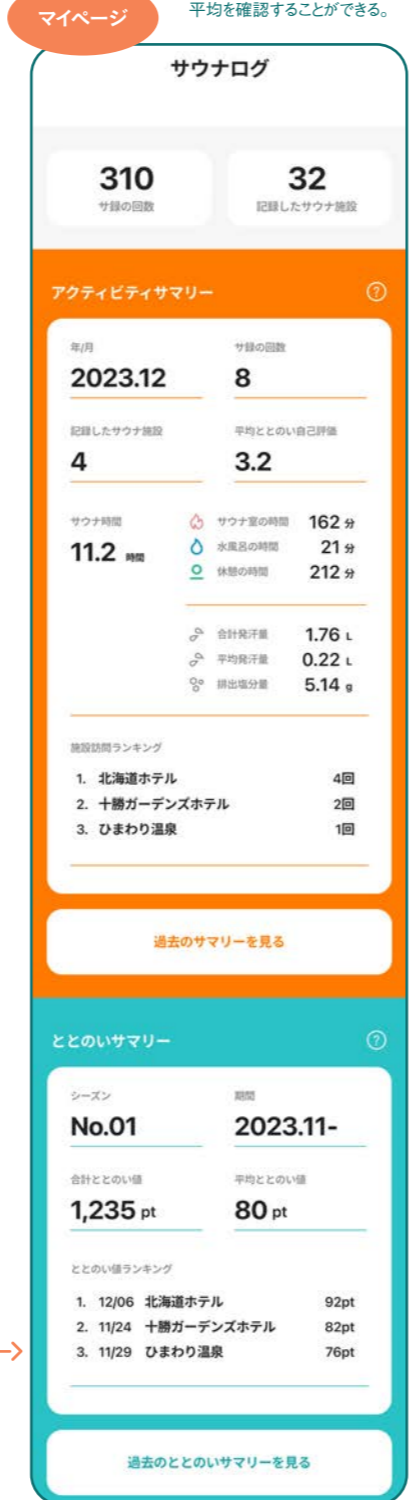 マイページ
平均を確認することができる。
サウナログ
310
サ録の回数
32
記録したサウナ施設
アクティビティサマリー
?
年/月
2023.12
サ録の回数
8
記録したサウナ施設
4
平均ととのい自己評価
3.2
サウナ時間
11.2 時間
サウナ室の時間 162 分
水風呂の時間 21 分
休憩の時間 212 分
合計発汗量 1.76 L
平均発汗量 0.22 L
排出塩分量 5.14 g
施設訪問ランキング
1. 北海道ホテル 4回
2. 十勝ガーデンズホテル 2回
3. ひまわり温泉 1回
過去のサマリーを見る
ととのいサマリー
?
シーズン
No.01
期間
2023.11-
合計ととのい値
1,235 pt
平均ととのい値
80 pt
ととのい値ランキング
1. 12/06 北海道ホテル 92pt
2. 11/24 十勝ガーデンズホテル 82pt
3. 11/29 ひまわり温泉 76pt
過去のととのいサマリーを見る